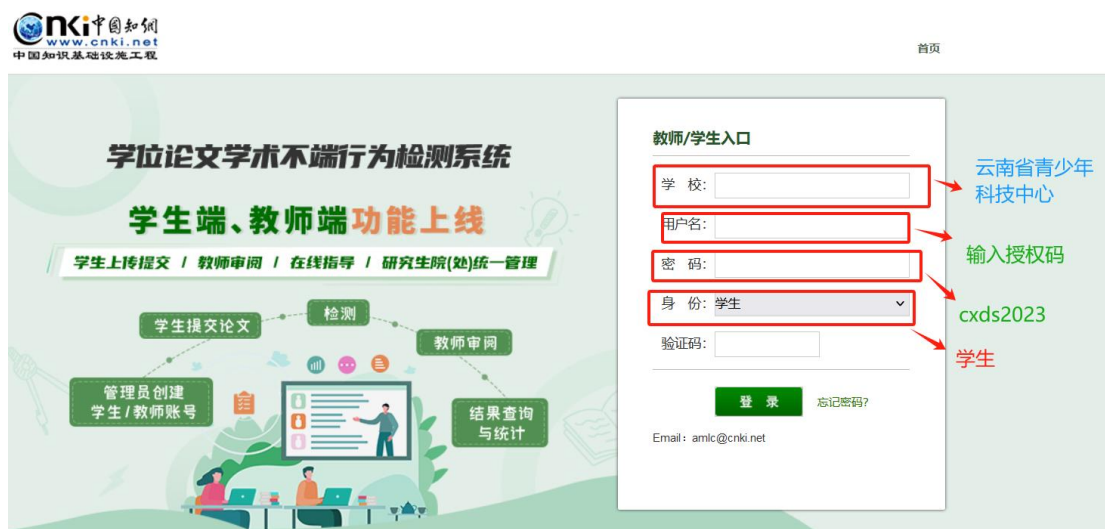 Cnki中国知网
www.cnki.net
中国知识基础设施工程
首页
学位论文学术不端行为检测系统
学生端、教师端功能上线
学生上传提交 / 教师审阅 / 在线指导 / 研究生院(处)统一管理
学生提交论文
检测
教师审阅
管理员创建
学生/教师账号
结果查询
与统计
教师/学生入口
学 校:
用户名:
密 码:
身 份: 学生
验证码:
登 录
忘记密码?
Email: amlc@cnki.net
云南省青少年
科技中心
输入授权码
cxds2023
学生